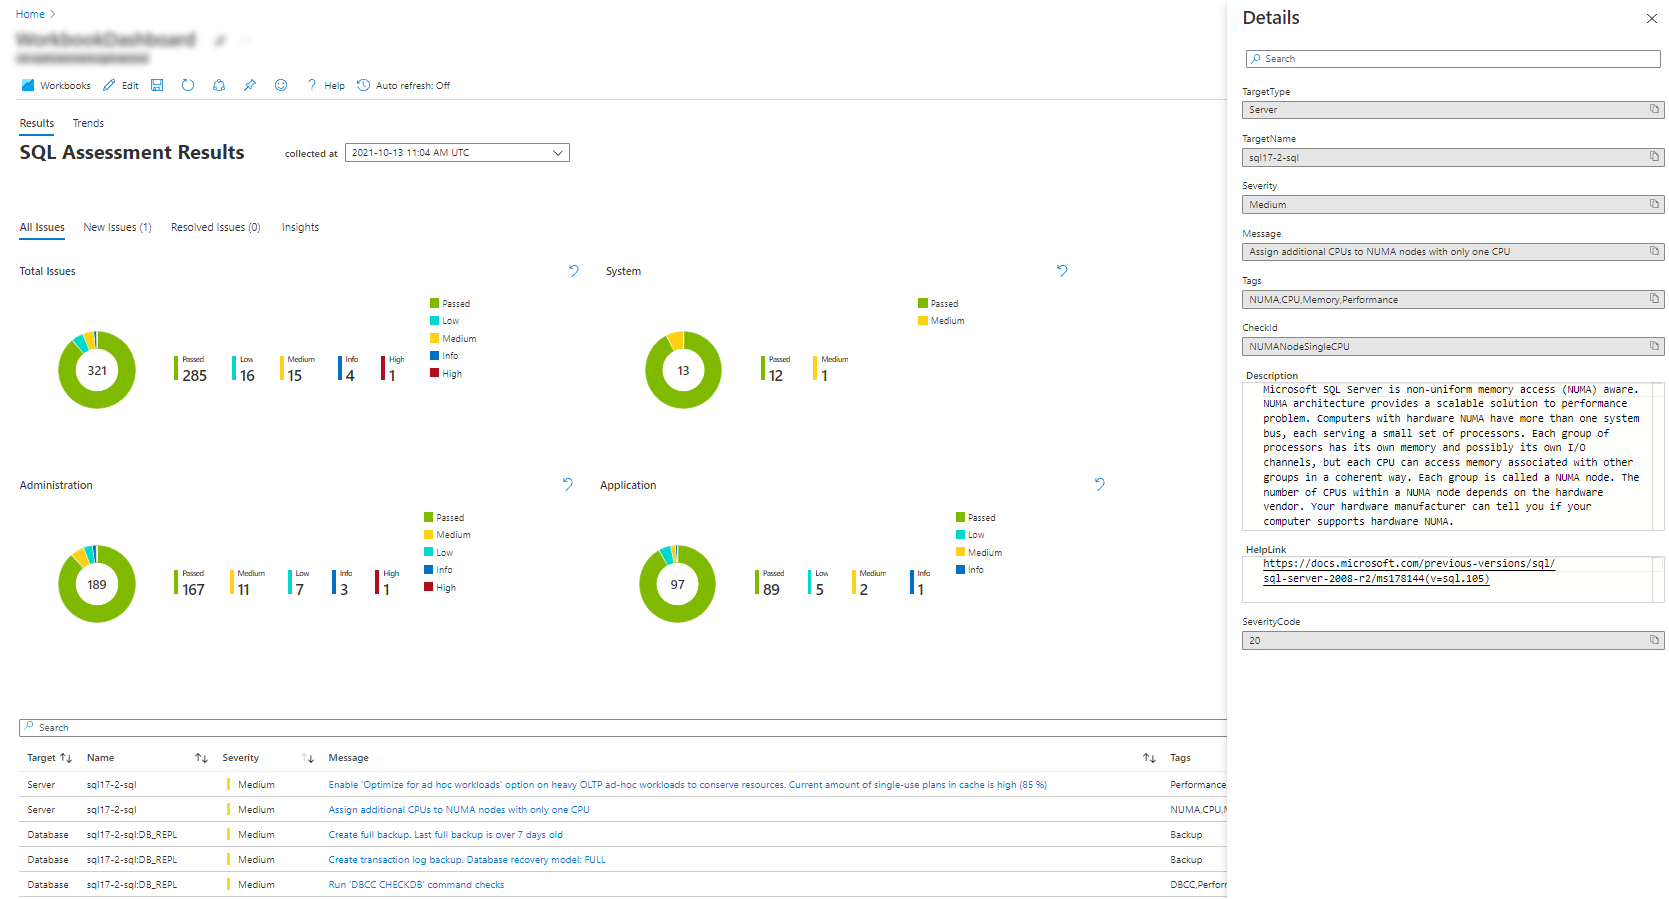 Home
Workbooks Edit Help Auto refresh: Off
Results Trends
SQL Assessment Results collected at 2021-10-13 11:04 AM UTC
All Issues New Issues (1) Resolved Issues (0) Insights
Total Issues
Passed
Low
Medium
Info
High
321
Passed Low Medium Info High
285 16 15 4 1
System
Passed
Medium
13
Passed Medium
12 1
Administration
Passed
Medium
Low
Info
High
189
Passed Medium Low Info High
167 11 7 3 1
Application
Passed
Low
Medium
Info
97
Passed Low Medium Info
89 5 2 1
Search
Target Name Severity Message Tags
Server sql17-2-sql Medium Enable 'Optimize for ad hoc workloads' option on heavy OLTP ad-hoc workloads to conserve resources. Current amount of single-use plans in cache is high (85 %) Performance,
Server sql17-2-sql Medium Assign additional CPUs to NUMA nodes with only one CPU NUMA,CPU,
Database sql17-2-sql:DB_REPL Medium Create full backup. Last full backup is over 7 days old Backup
Database sql17-2-sql:DB_REPL Medium Create transaction log backup. Database recovery model: FULL Backup
Database sql17-2-sql:DB_REPL Medium Run 'DBCC CHECKDB' command checks DBCC,Perfor
Details
Search
TargetType
Server
TargetName
sql17-2-sql
Severity
Medium
Message
Assign additional CPUs to NUMA nodes with only one CPU
Tags
NUMA,CPU,Memory,Performance
CheckId
NUMANodeSingleCPU
Description
Microsoft SQL Server is non-uniform memory access (NUMA) aware.
NUMA architecture provides a scalable solution to performance
problem. Computers with hardware NUMA have more than one system
bus, each serving a small set of processors. Each group of
processors has its own memory and possibly its own I/O
channels, but each CPU can access memory associated with other
groups in a coherent way. Each group is called a NUMA node. The
number of CPUs within a NUMA node depends on the hardware
vendor. Your hardware manufacturer can tell you if your
computer supports hardware NUMA.
HelpLink
https://docs.microsoft.com/previous-versions/sql/
sql-server-2008-r2/ms178144(v=sql.105)
SeverityCode
20